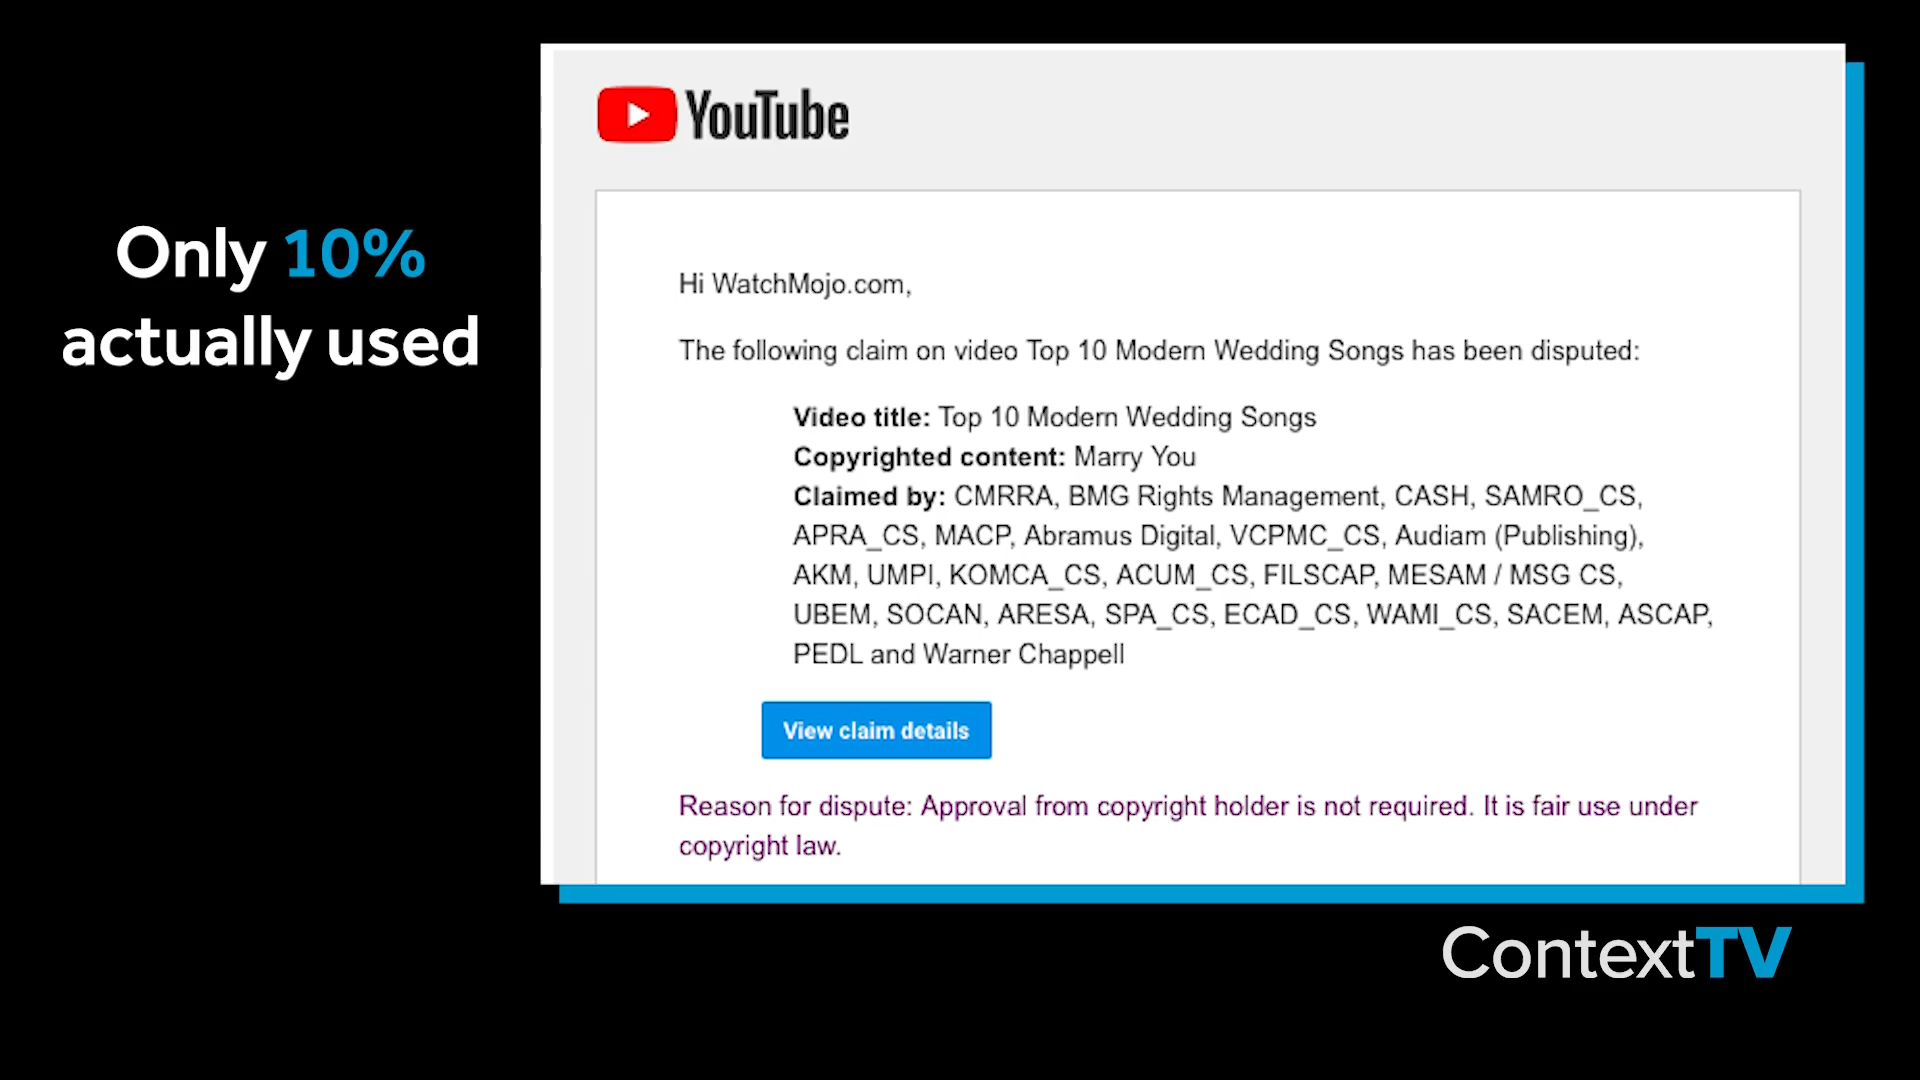 Only 10%
actually used
YouTube
Hi WatchMojo.com,
The following claim on video Top 10 Modern Wedding Songs has been disputed:
Video title: Top 10 Modern Wedding Songs
Copyrighted content: Marry You
Claimed by: CMRRA, BMG Rights Management, CASH, SAMRO_CS,
APRA_CS, MACP, Abramus Digital, VCPMC_CS, Audiam (Publishing),
AKM, UMPI, KOMCA_CS, ACUM_CS, FILSCAP, MESAM / MSG CS,
UBEM, SOCAN, ARESA, SPA_CS, ECAD_CS, WAMI_CS, SACEM, ASCAP,
PEDL and Warner Chappell
View claim details
Reason for dispute: Approval from copyright holder is not required. It is fair use under
copyright law.
ContextTV